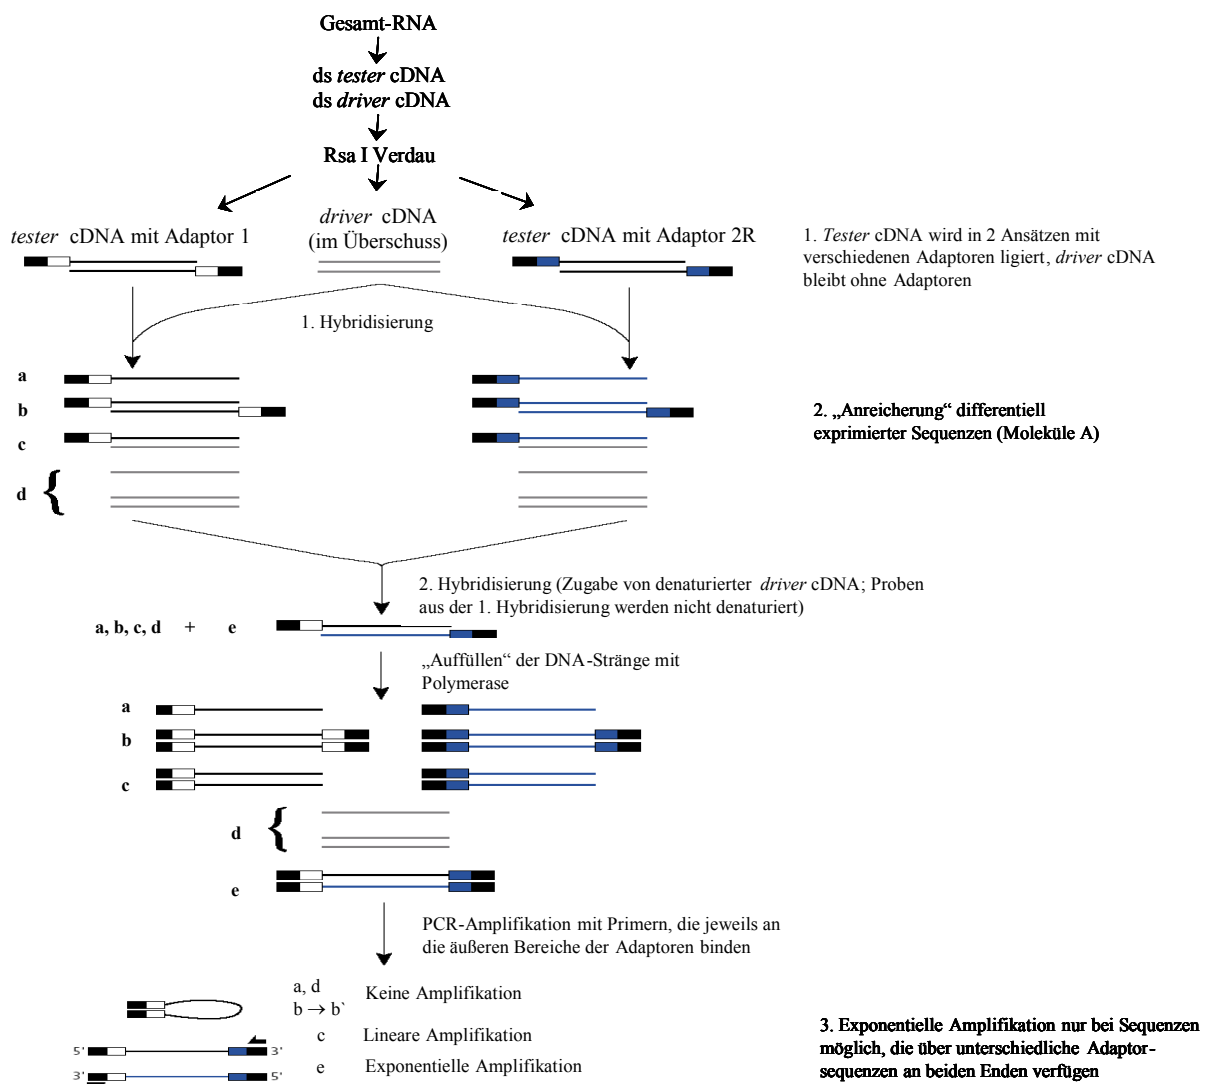 Gesamt-RNA
ds tester cDNA
ds driver cDNA
Rsa I Verdau
tester cDNA mit Adaptor 1
driver cDNA
(im Überschuss)
tester cDNA mit Adaptor 2R
1. Tester cDNA wird in 2 Ansätzen mit
verschiedenen Adaptoren ligiert, driver cDNA
bleibt ohne Adaptoren
1. Hybridisierung
a
b
c
d {
2. „Anreicherung“ differentiell
exprimierter Sequenzen (Moleküle A)
2. Hybridisierung (Zugabe von denaturierter driver cDNA; Proben
aus der 1. Hybridisierung werden nicht denaturiert)
a, b, c, d + e
„Auffüllen“ der DNA-Stränge mit
Polymerase
a
b
c
d {
e
PCR-Amplifikation mit Primern, die jeweils an
die äußeren Bereiche der Adaptoren binden
a, d
b → b`
Keine Amplifikation
c Lineare Amplifikation
5' 3'
e Exponentielle Amplifikation
3' 5'
3. Exponentielle Amplifikation nur bei Sequenzen
möglich, die über unterschiedliche Adaptor-
sequenzen an beiden Enden verfügen